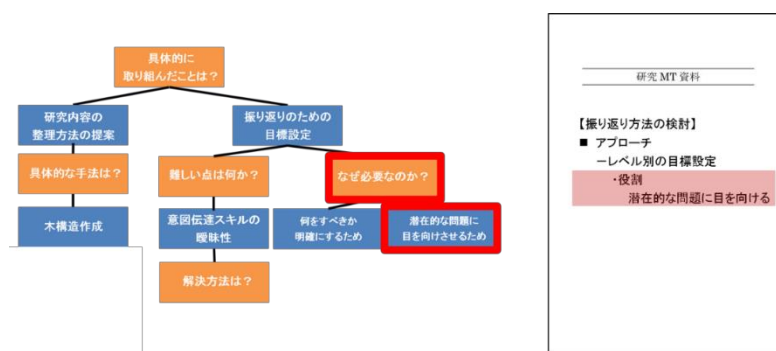 具体的に
取り組んだことは？
研究内容の
整理方法の提案
振り返りのための
目標設定
具体的な手法は？
難しい点は何か？
なぜ必要なのか？
木構造作成
意図伝達スキルの
曖昧性
何をすべきか
明確にするため
潜在的な問題に
目を向けさせるため
解決方法は？
研究 MT 資料
【振り返り方法の検討】
■ アプローチ
－レベル別の目標設定
・役割
潜在的な問題に目を向ける